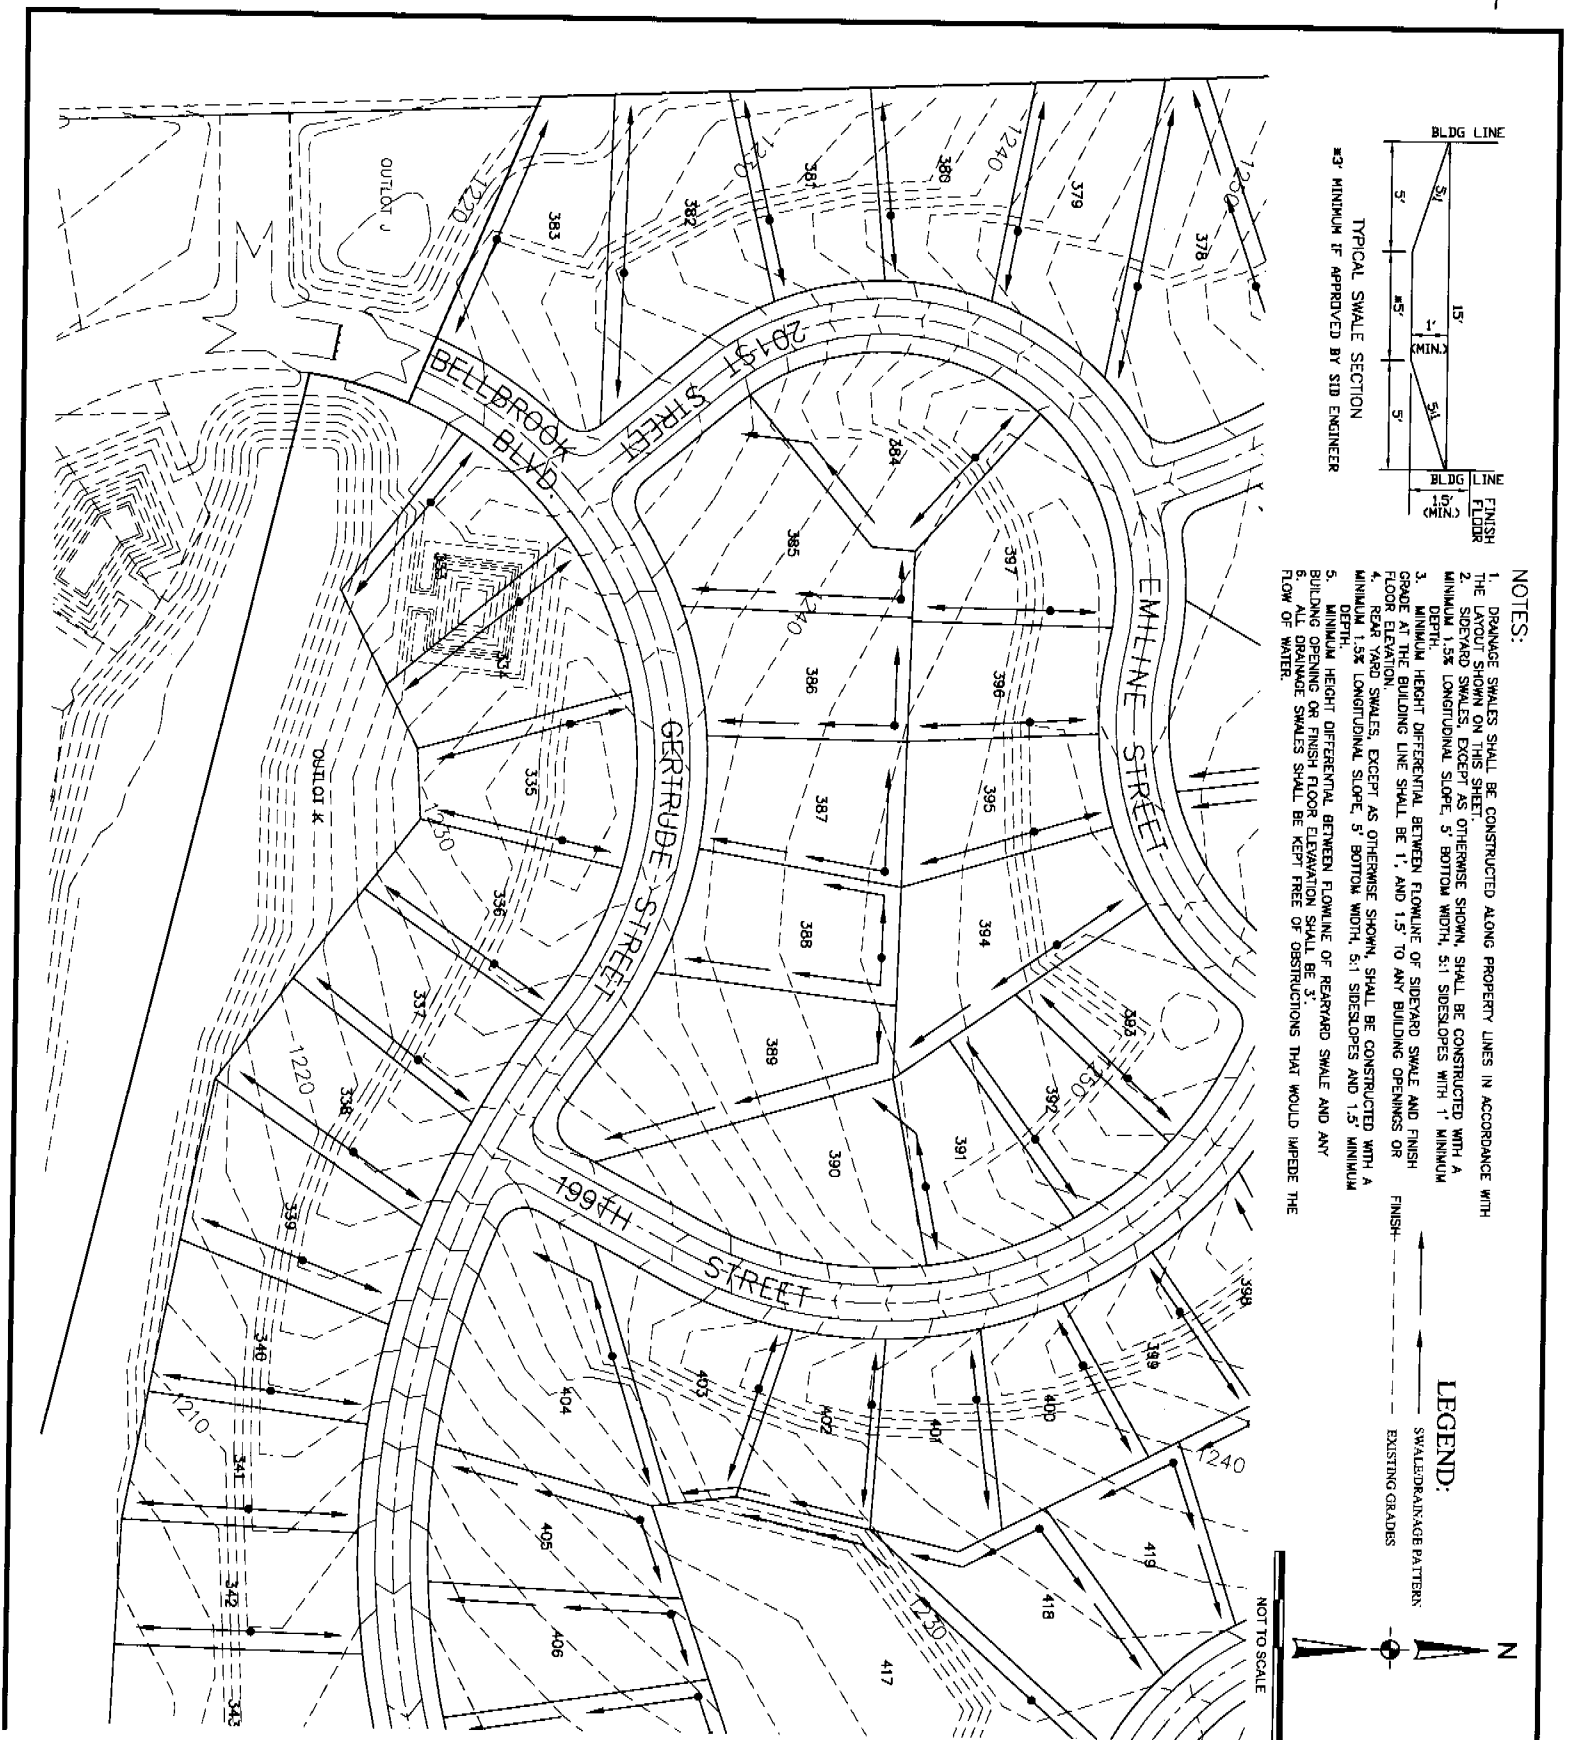 BLDG LINE
5:1
15'
1'
(MIN.)
5:1
5'
*5'
5'
BLDG LINE
1.5'
(MIN.)
FINISH
FLOOR
TYPICAL SWALE SECTION
*3' MINIMUM IF APPROVED BY SID ENGINEER
NOTES:
1. DRAINAGE SWALES SHALL BE CONSTRUCTED ALONG PROPERTY LINES IN ACCORDANCE WITH
THE LAYOUT SHOWN ON THIS SHEET.
2. SIDEYARD SWALES, EXCEPT AS OTHERWISE SHOWN, SHALL BE CONSTRUCTED WITH A
MINIMUM 1.5% LONGITUDINAL SLOPE, 5' BOTTOM WIDTH, 5:1 SIDESLOPES WITH 1' MINIMUM
DEPTH.
3. MINIMUM HEIGHT DIFFERENTIAL BETWEEN FLOWLINE OF SIDEYARD SWALE AND FINISH
GRADE AT THE BUILDING LINE SHALL BE 1', AND 1.5' TO ANY BUILDING OPENINGS OR
FLOOR ELEVATION.
4. REAR YARD SWALES, EXCEPT AS OTHERWISE SHOWN, SHALL BE CONSTRUCTED WITH A
MINIMUM 1.5% LONGITUDINAL SLOPE, 5' BOTTOM WIDTH, 5:1 SIDESLOPES AND 1.5' MINIMUM
DEPTH.
5. MINIMUM HEIGHT DIFFERENTIAL BETWEEN FLOWLINE OF REARYARD SWALE AND ANY
BUILDING OPENING OR FINISH FLOOR ELEVAVATION SHALL BE 3'.
6. ALL DRAINAGE SWALES SHALL BE KEPT FREE OF OBSTRUCTIONS THAT WOULD IMPEDE THE
FLOW OF WATER.
FINISH
LEGEND:
SWALE/DRAINAGE PATTERN
EXISTING GRADES
N
NOT TO SCALE
1250
378
379
1240
380
381
1230
382
383
1220
OUTLOT J
BELLBROOK
BLVD.
201ST STREET
EMILINE STREET
GERTRUDE STREET
199TH STREET
384
385
1240
386
387
388
389
390
391
392
1250
393
394
395
396
397
398
399
400
401
402
403
404
405
406
417
418
419
1240
1230
333
334
335
1230
336
337
1220
338
339
340
1210
341
342
343
OUTLOT K